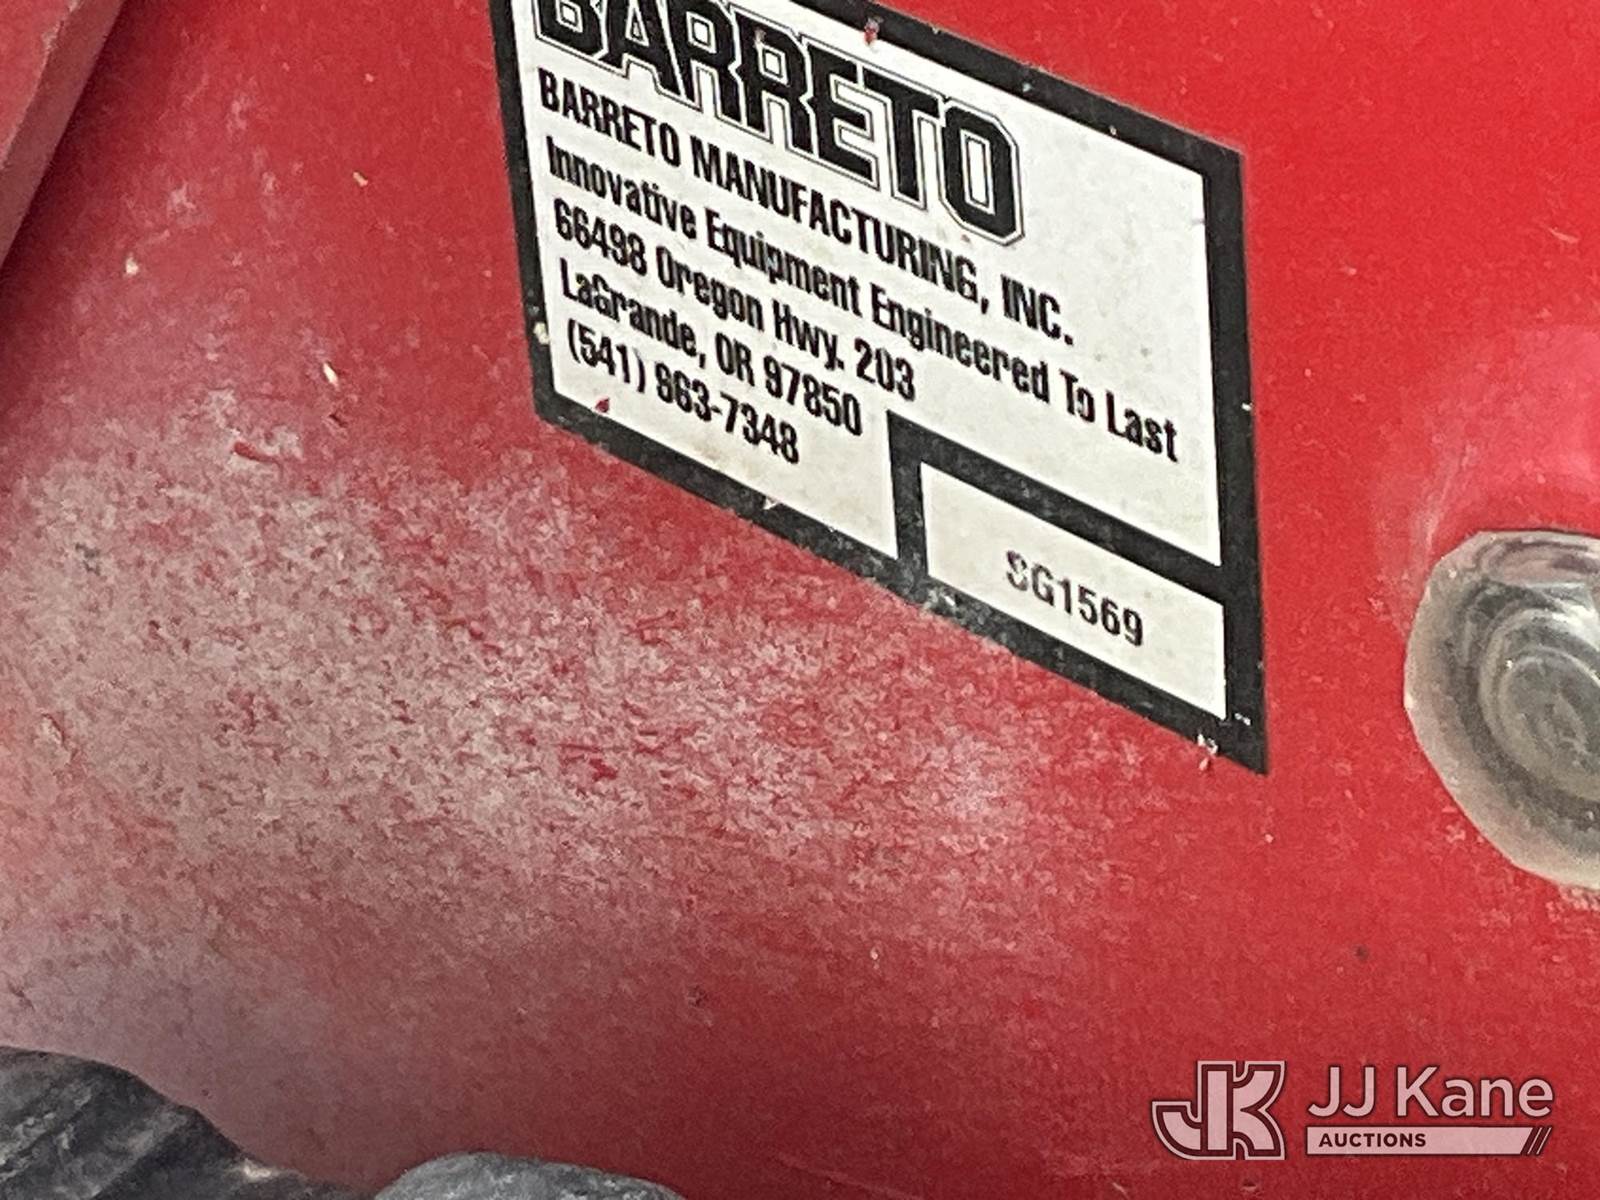 BARRETO
BARRETO MANUFACTURING, INC.
Innovative Equipment Engineered To Last
66498 Oregon Hwy. 203
LaGrande, OR 97850
(541) 963-7348
SG1569
JK JJ Kane
AUCTIONS